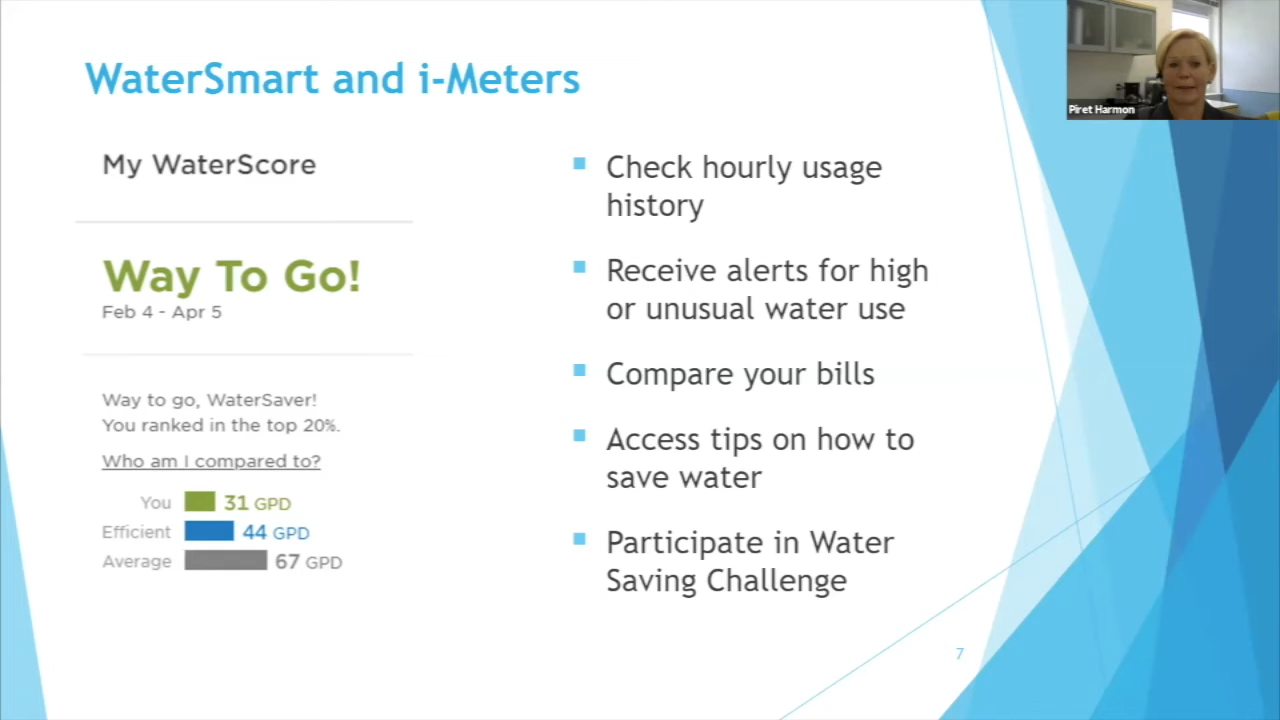 WaterSmart and i-Meters
Piret Harmon
My WaterScore
Way To Go!
Feb 4 - Apr 5
Way to go, WaterSaver!
You ranked in the top 20%.
Who am I compared to?
You 31 GPD
Efficient 44 GPD
Average 67 GPD
Check hourly usage
history
Receive alerts for high
or unusual water use
Compare your bills
Access tips on how to
save water
Participate in Water
Saving Challenge
7